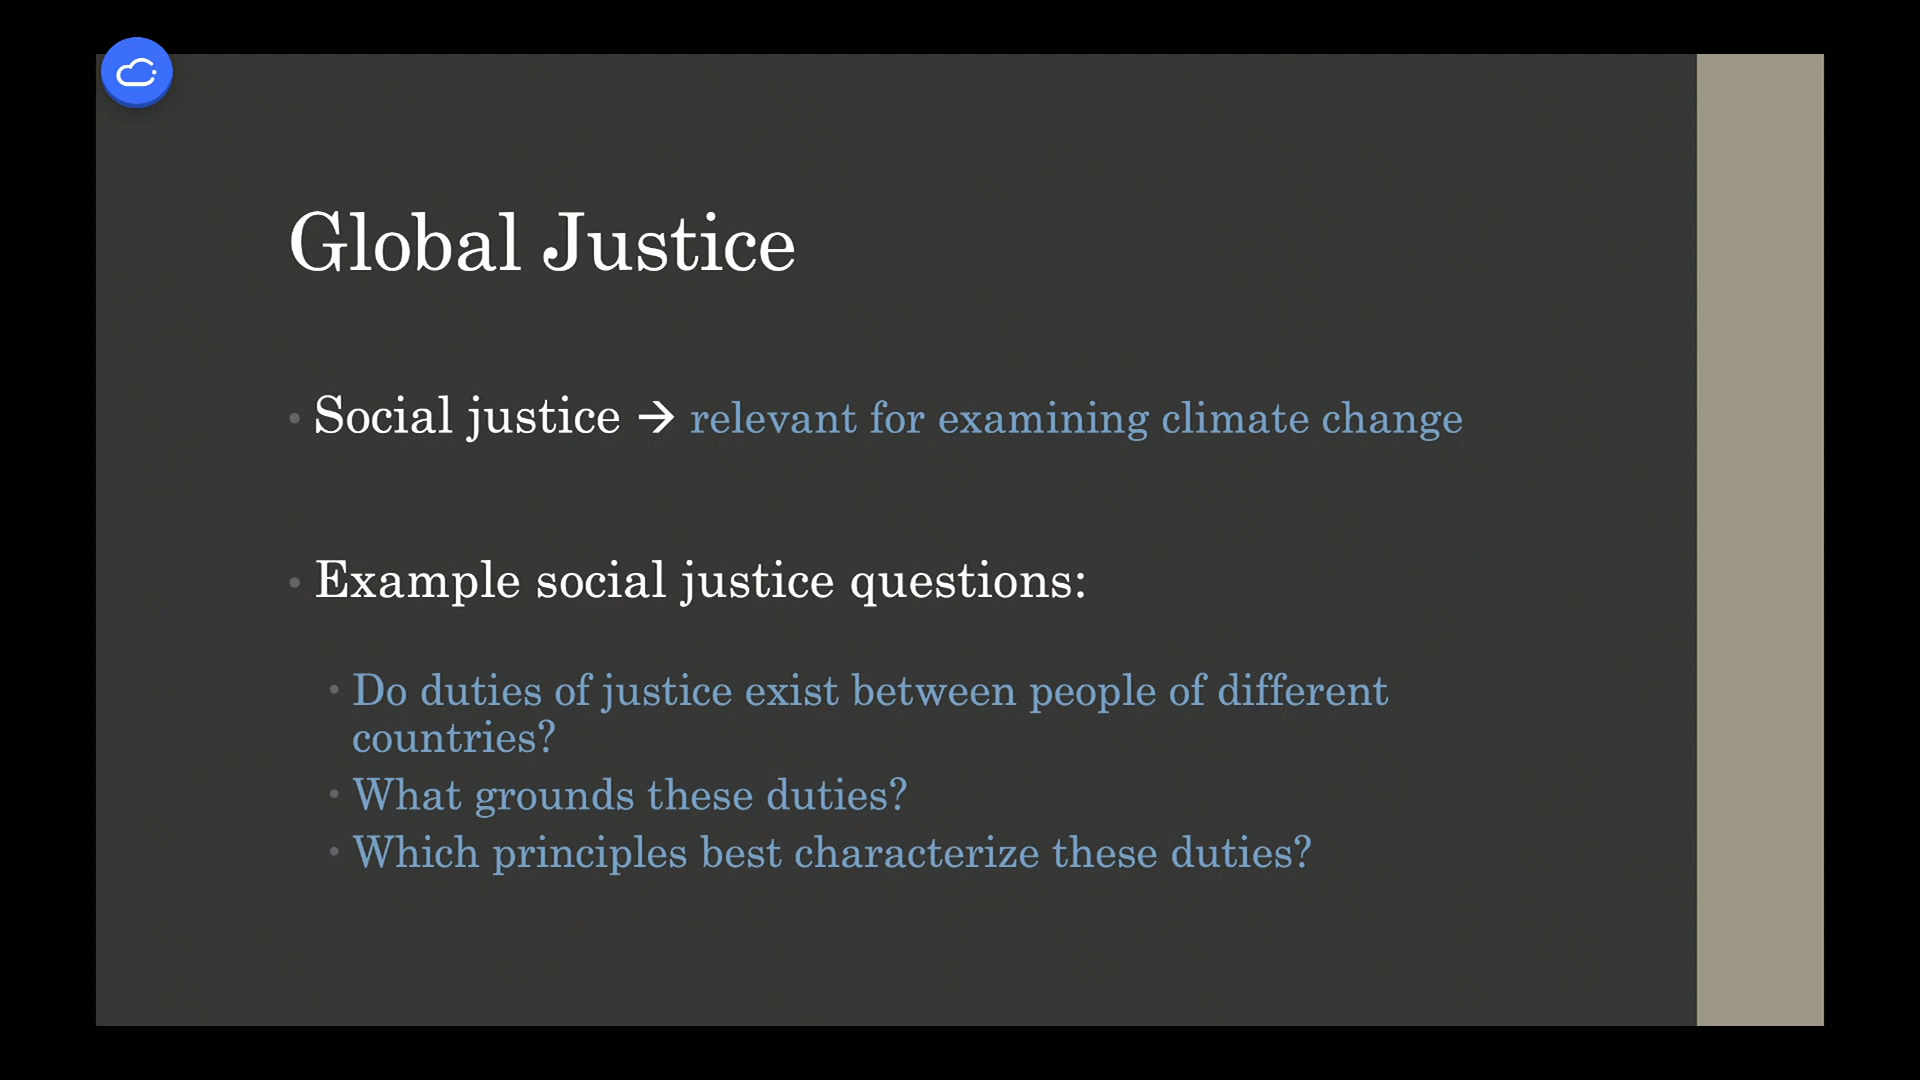 Global Justice
• Social justice → relevant for examining climate change
• Example social justice questions:
• Do duties of justice exist between people of different
countries?
• What grounds these duties?
• Which principles best characterize these duties?